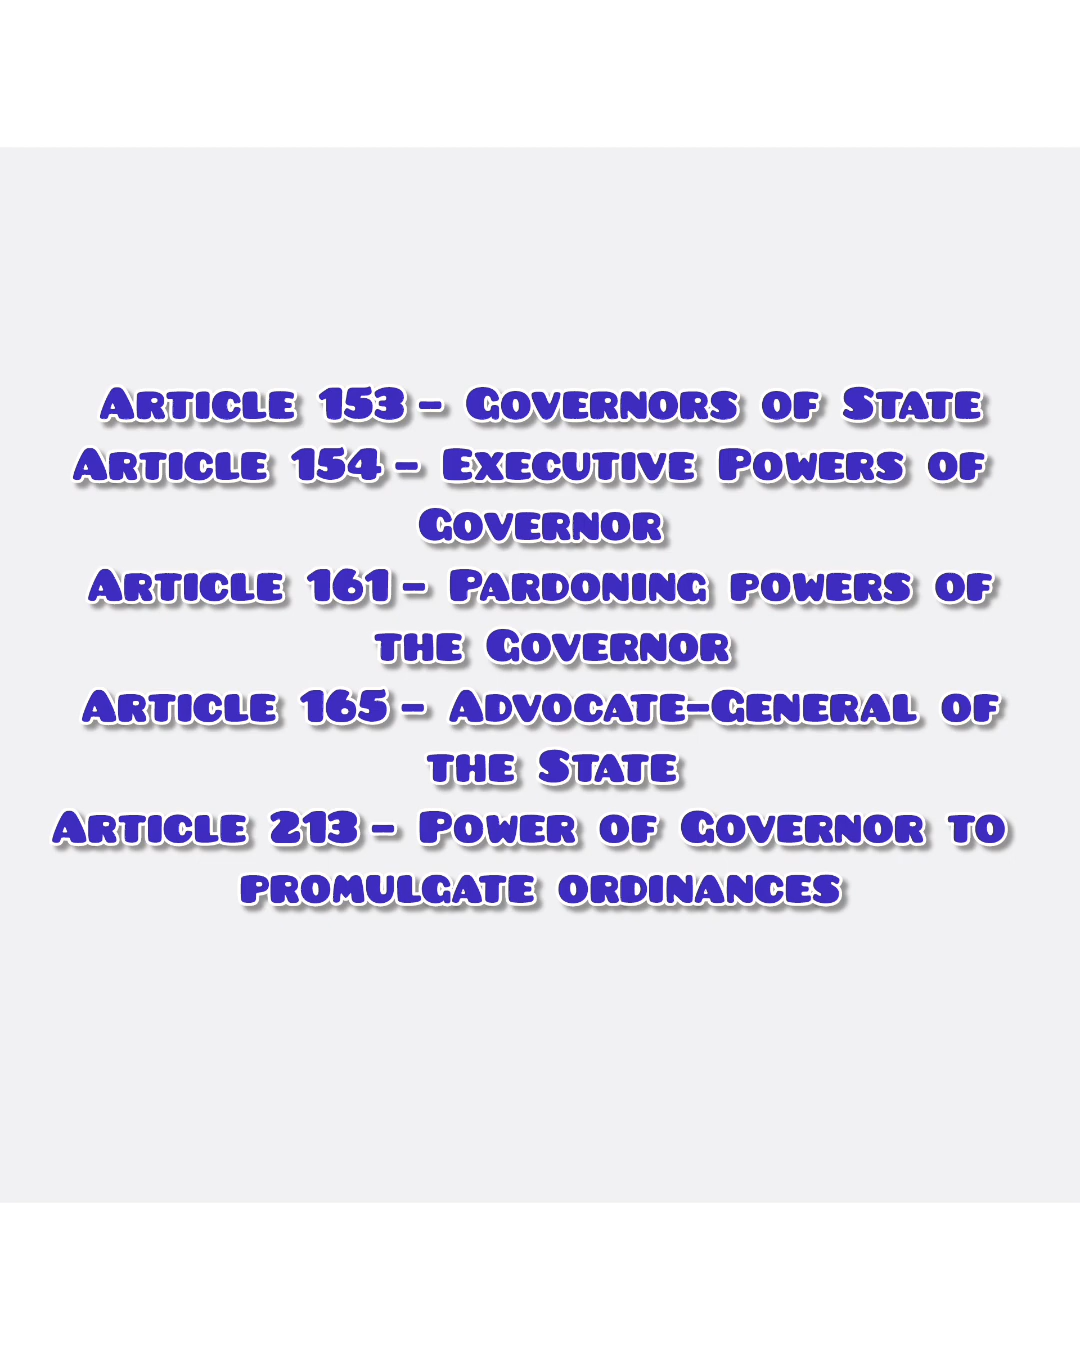 Article 153 - Governors of State
Article 154 - Executive Powers of
Governor
Article 161 - Pardoning powers of
the Governor
Article 165 - Advocate-General of
the State
Article 213 - Power of Governor to
promulgate ordinances